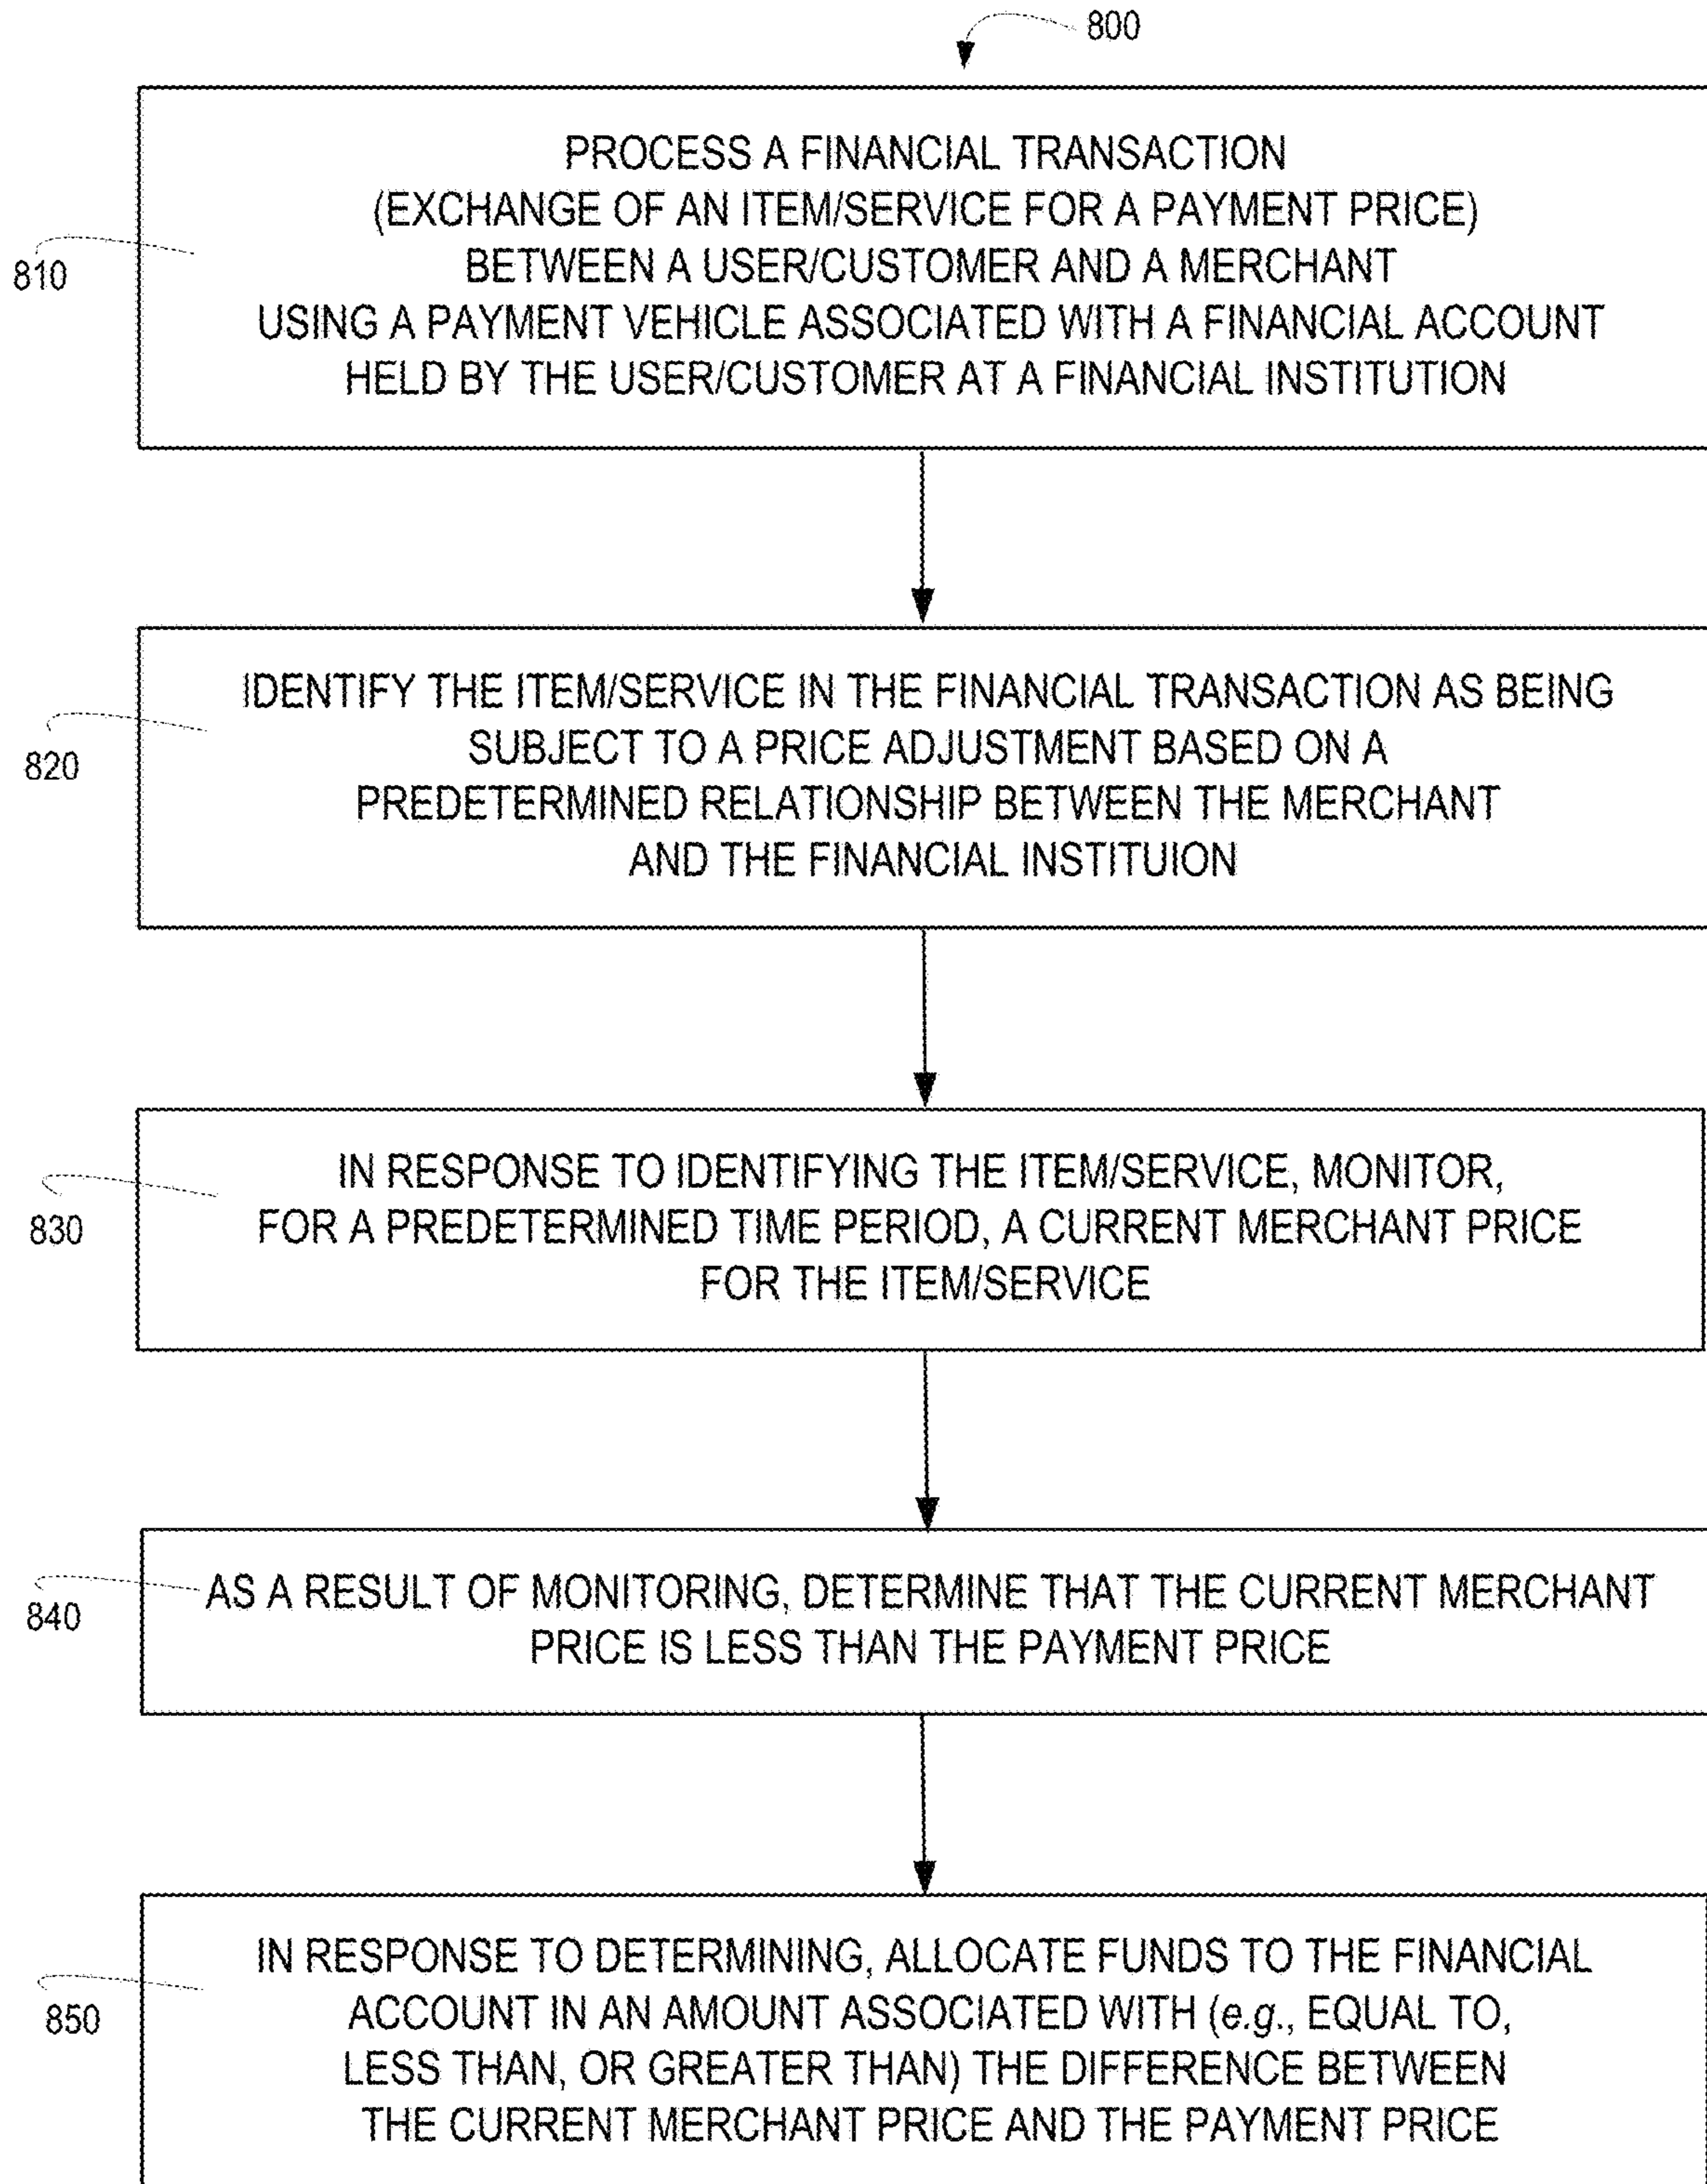 800
PROCESS A FINANCIAL TRANSACTION
(EXCHANGE OF AN ITEM/SERVICE FOR A PAYMENT PRICE)
BETWEEN A USER/CUSTOMER AND A MERCHANT
USING A PAYMENT VEHICLE ASSOCIATED WITH A FINANCIAL ACCOUNT
HELD BY THE USER/CUSTOMER AT A FINANCIAL INSTITUTION
810
IDENTIFY THE ITEM/SERVICE IN THE FINANCIAL TRANSACTION AS BEING
SUBJECT TO A PRICE ADJUSTMENT BASED ON A
PREDETERMINED RELATIONSHIP BETWEEN THE MERCHANT
AND THE FINANCIAL INSTITUION
820
IN RESPONSE TO IDENTIFYING THE ITEM/SERVICE, MONITOR,
FOR A PREDETERMINED TIME PERIOD, A CURRENT MERCHANT PRICE
FOR THE ITEM/SERVICE
830
AS A RESULT OF MONITORING, DETERMINE THAT THE CURRENT MERCHANT
PRICE IS LESS THAN THE PAYMENT PRICE
840
IN RESPONSE TO DETERMINING, ALLOCATE FUNDS TO THE FINANCIAL
ACCOUNT IN AN AMOUNT ASSOCIATED WITH (e.g., EQUAL TO,
LESS THAN, OR GREATER THAN) THE DIFFERENCE BETWEEN
THE CURRENT MERCHANT PRICE AND THE PAYMENT PRICE
850